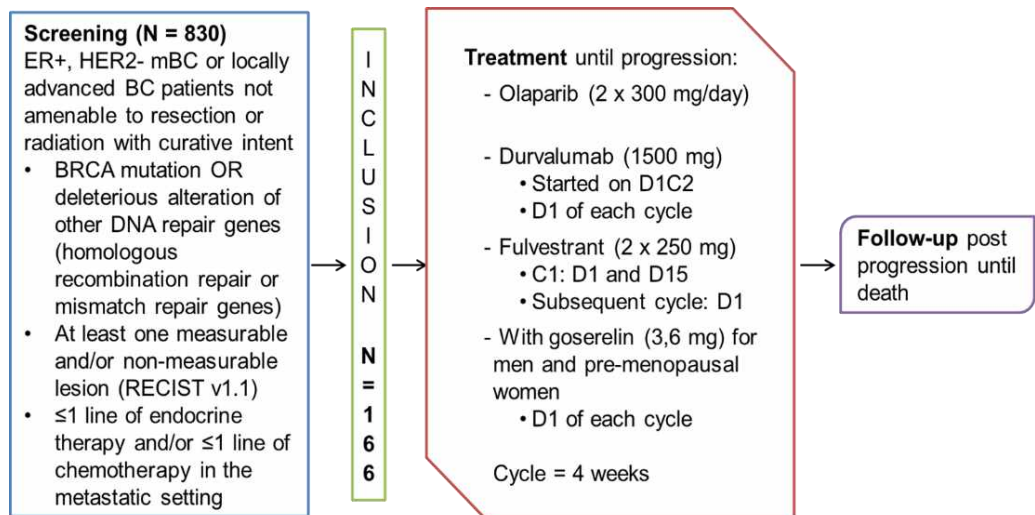 Screening (N = 830)
ER+, HER2- mBC or locally
advanced BC patients not
amenable to resection or
radiation with curative intent
• BRCA mutation OR
deleterious alteration of
other DNA repair genes
(homologous
recombination repair or
mismatch repair genes)
• At least one measurable
and/or non-measurable
lesion (RECIST v1.1)
• ≤1 line of endocrine
therapy and/or ≤1 line of
chemotherapy in the
metastatic setting
I
N
C
L
U
S
I
O
N
N
=
1
6
6
Treatment until progression:
- Olaparib (2 x 300 mg/day)
- Durvalumab (1500 mg)
• Started on D1C2
• D1 of each cycle
- Fulvestrant (2 x 250 mg)
• C1: D1 and D15
• Subsequent cycle: D1
- With goserelin (3,6 mg) for
men and pre-menopausal
women
• D1 of each cycle
Cycle = 4 weeks
Follow-up post
progression until
death